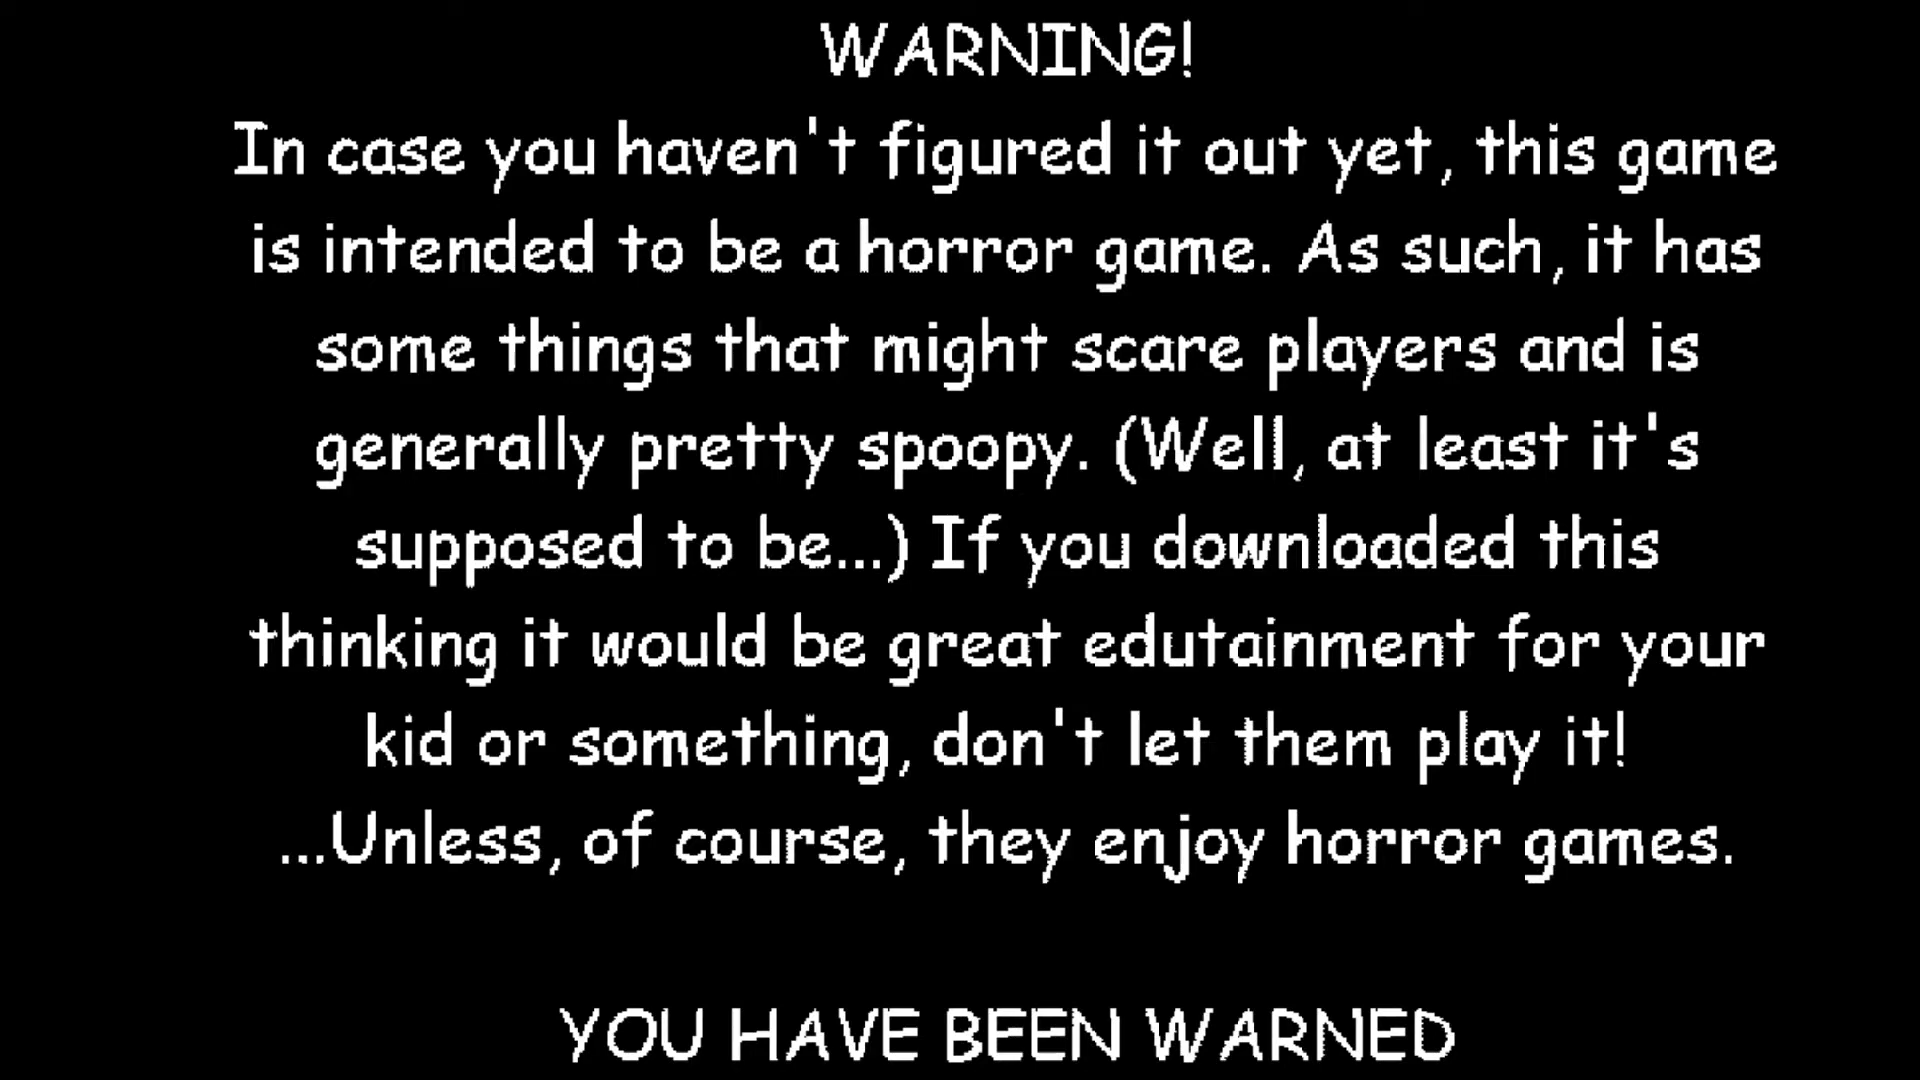 WARNING!
In case you haven't figured it out yet, this game
is intended to be a horror game. As such, it has
some things that might scare players and is
generally pretty spoopy. (Well, at least it's
supposed to be...) If you downloaded this
thinking it would be great edutainment for your
kid or something, don't let them play it!
...Unless, of course, they enjoy horror games.
YOU HAVE BEEN WARNED